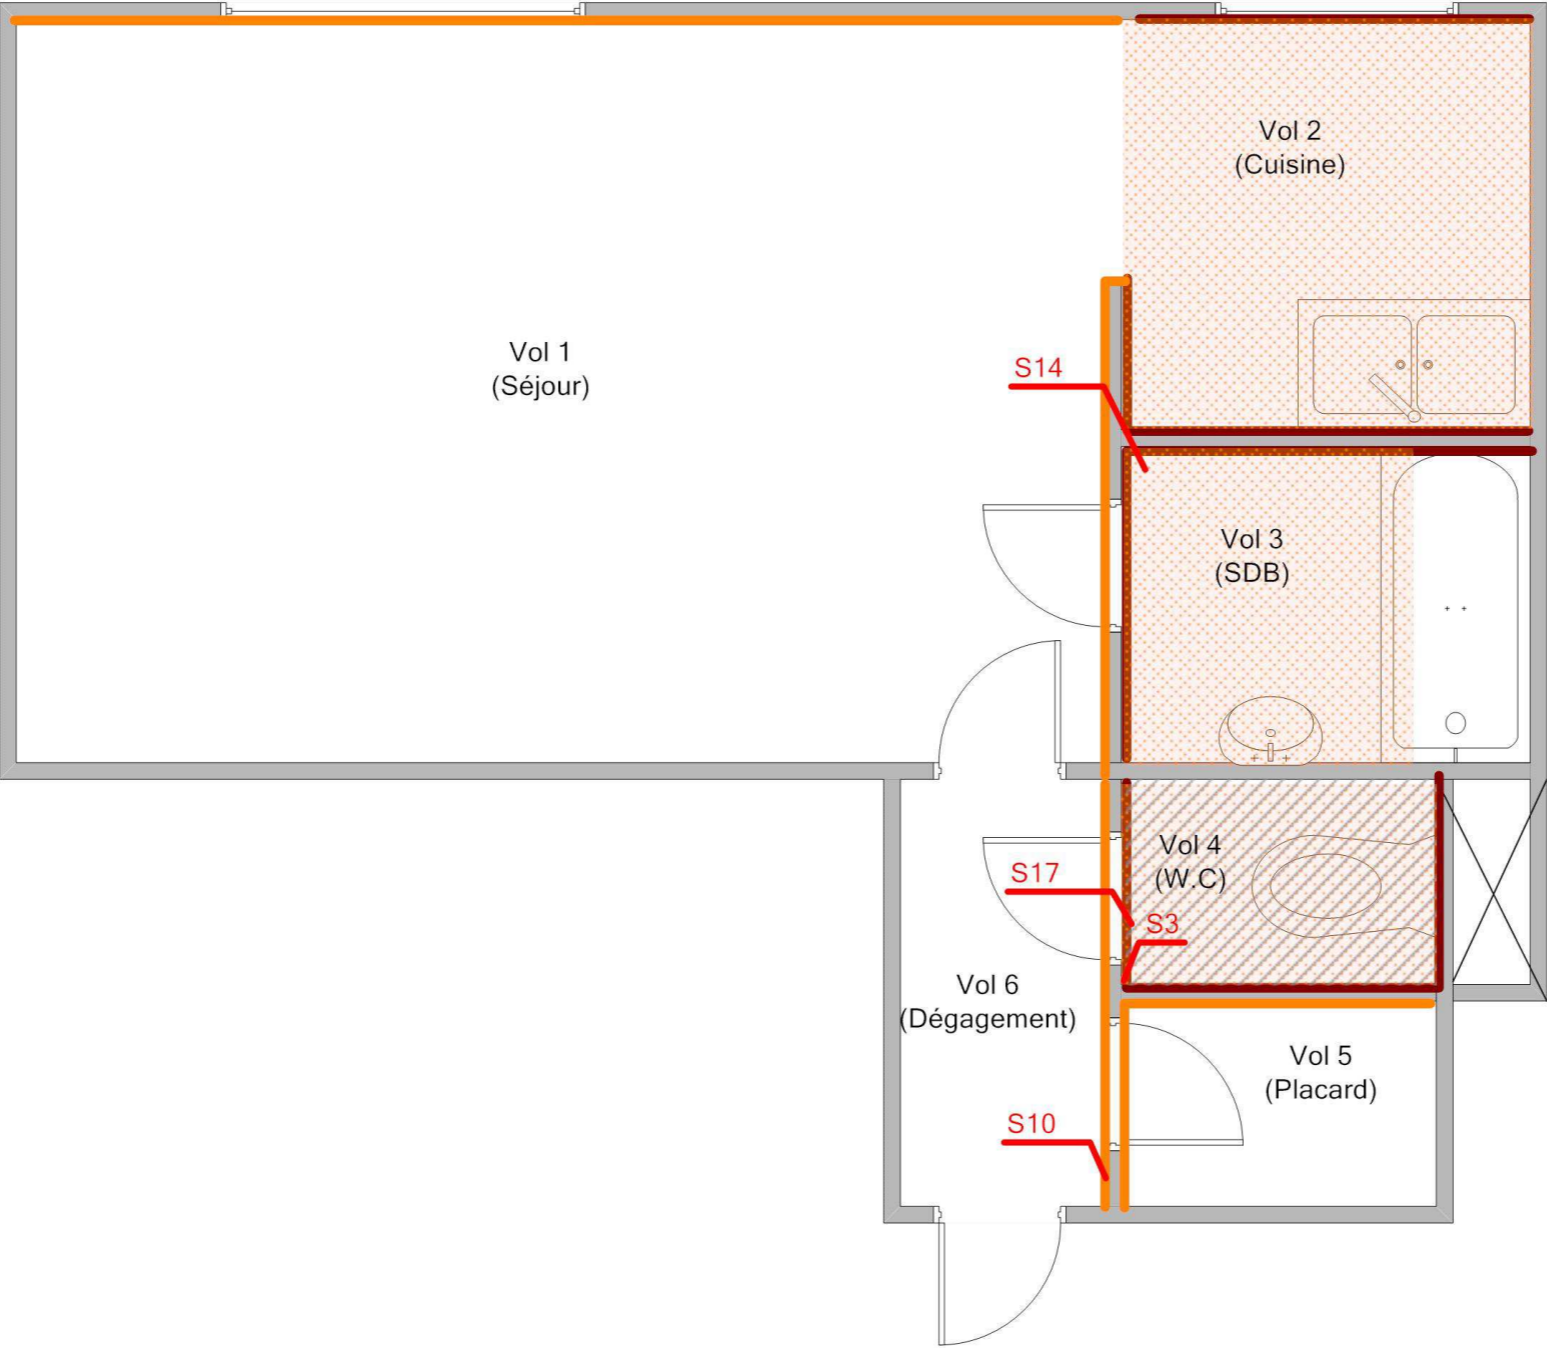 Vol 2
(Cuisine)
Vol 1
(Séjour)
S14
Vol 3
(SDB)
Vol 4
(W.C)
S17
S3
Vol 6
(Dégagement)
Vol 5
(Placard)
S10